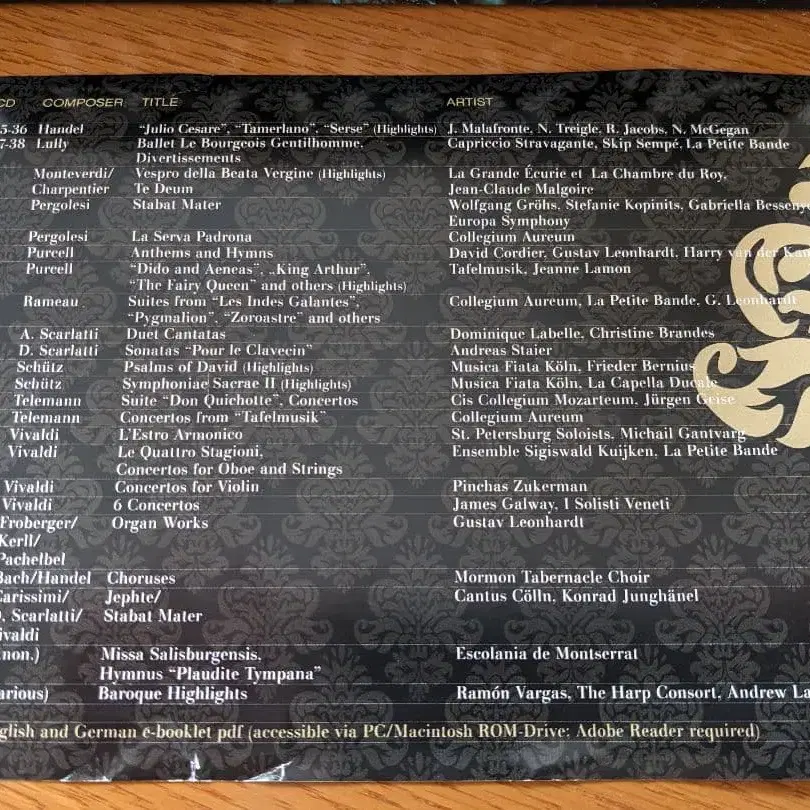 CD COMPOSER TITLE ARTIST
5-36 Handel "Julio Cesare", "Tamerlano", "Serse" (Highlights) J. Malafronte, N. Treigle, R. Jacobs, N. McGegan
7-38 Lully Ballet Le Bourgeois Gentilhomme, Capriccio Stravagante, Skip Sempé, La Petite Bande
Divertissements
Monteverdi/ Vespro della Beata Vergine (Highlights) La Grande Écurie et La Chambre du Roy,
Charpentier Te Deum Jean-Claude Malgoire
Pergolesi Stabat Mater Wolfgang Gröhs, Stefanie Kopinits, Gabriella Bessenye
Europa Symphony
Pergolesi La Serva Padrona Collegium Aureum
Purcell Anthems and Hymns David Cordier, Gustav Leonhardt, Harry van der Kam
Purcell "Dido and Aeneas", „King Arthur", Tafelmusik, Jeanne Lamon
"The Fairy Queen" and others (Highlights)
Rameau Suites from "Les Indes Galantes", Collegium Aureum, La Petite Bande, G. Leonhardt
"Pygmalion", "Zoroastre" and others
A. Scarlatti Duet Cantatas Dominique Labelle, Christine Brandes
D. Scarlatti Sonatas "Pour le Clavecin" Andreas Staier
Schütz Psalms of David (Highlights) Musica Fiata Köln, Frieder Bernius
Schütz Symphoniae Sacrae II (Highlights) Musica Fiata Köln, La Capella Ducale
Telemann Suite "Don Quichotte", Concertos Cis Collegium Mozarteum, Jürgen Geise
Telemann Concertos from "Tafelmusik" Collegium Aureum
Vivaldi L'Estro Armonico St. Petersburg Soloists, Michail Gantvarg
Vivaldi Le Quattro Stagioni, Ensemble Sigiswald Kuijken, La Petite Bande
Concertos for Oboe and Strings
Vivaldi Concertos for Violin Pinchas Zukerman
Vivaldi 6 Concertos James Galway, I Solisti Veneti
Froberger/ Organ Works Gustav Leonhardt
Kerll/
Pachelbel
Bach/Handel Choruses Mormon Tabernacle Choir
Carissimi/ Jephte/ Cantus Cölln, Konrad Junghänel
. Scarlatti/ Stabat Mater
ivaldi
non.) Missa Salisburgensis, Escolania de Montserrat
Hymnus "Plaudite Tympana"
arious) Baroque Highlights Ramón Vargas, The Harp Consort, Andrew La
glish and German e-booklet pdf (accessible via PC/Macintosh ROM-Drive; Adobe Reader required)